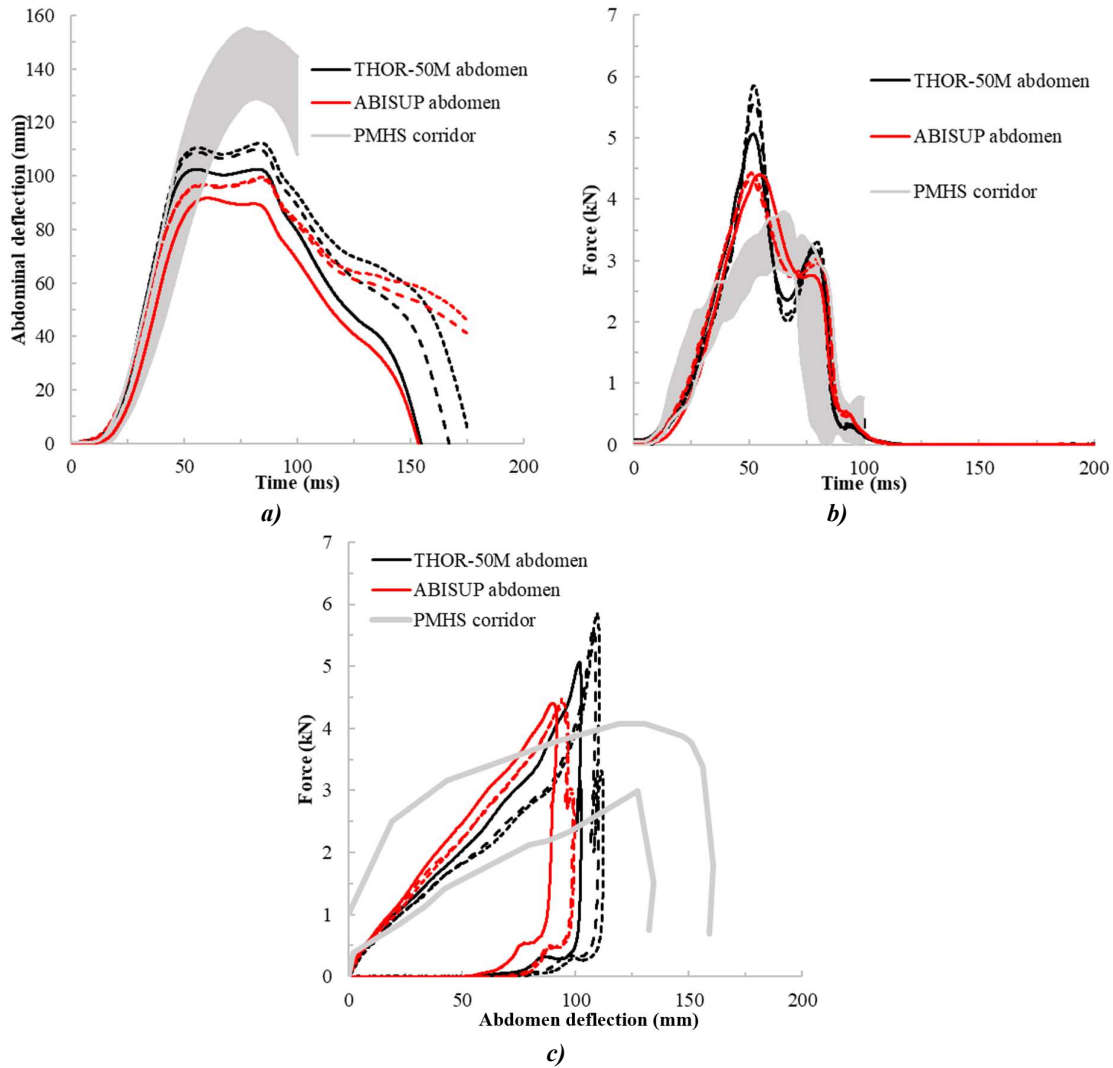 160
140
120
100
80
60
40
20
0
Abdominal deflection (mm)
THOR-50M abdomen
ABISUP abdomen
PMHS corridor
0 50 100 150 200
Time (ms)
a)
7
6
5
4
3
2
1
0
Force (kN)
THOR-50M abdomen
ABISUP abdomen
PMHS corridor
0 50 100 150 200
Time (ms)
b)
7
6
5
4
3
2
1
0
Force (kN)
THOR-50M abdomen
ABISUP abdomen
PMHS corridor
0 50 100 150 200
Abdomen deflection (mm)
c)